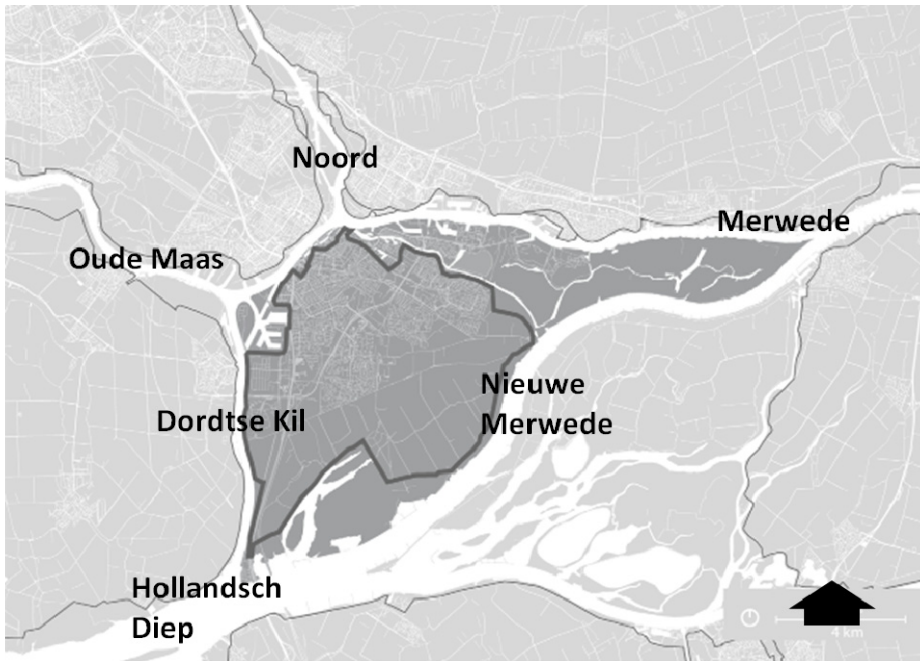 Noord
Merwede
Oude Maas
Nieuwe
Merwede
Dordtse Kil
Hollandsch
Diep
4 km